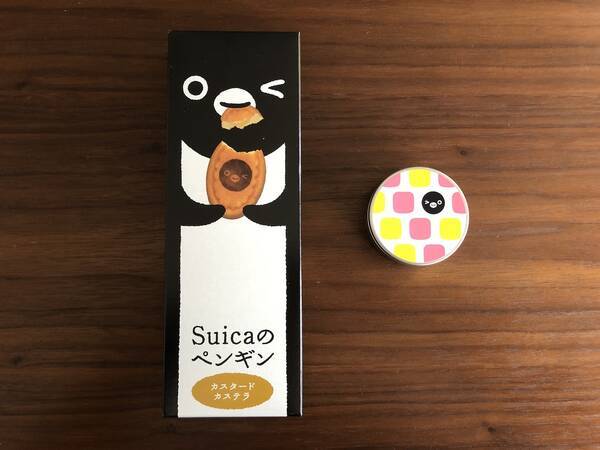 Suicaの
ペンギン
カスタード
カステラ